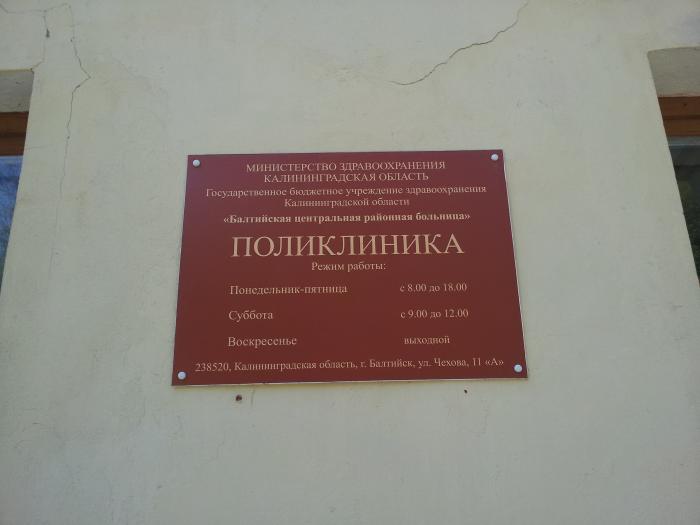 МИНИСТЕРСТВО ЗДРАВООХРАНЕНИЯ
КАЛИНИНГРАДСКАЯ ОБЛАСТЬ
Государственное бюджетное учреждение здравоохранения
Калининградской области
«Балтийская центральная районная больница»
ПОЛИКЛИНИКА
Режим работы:
Понедельник-пятница с 8.00 до 18.00
Суббота с 9.00 до 12.00
Воскресенье выходной
238520, Калининградская область, г. Балтийск, ул. Чехова, 11 «А»